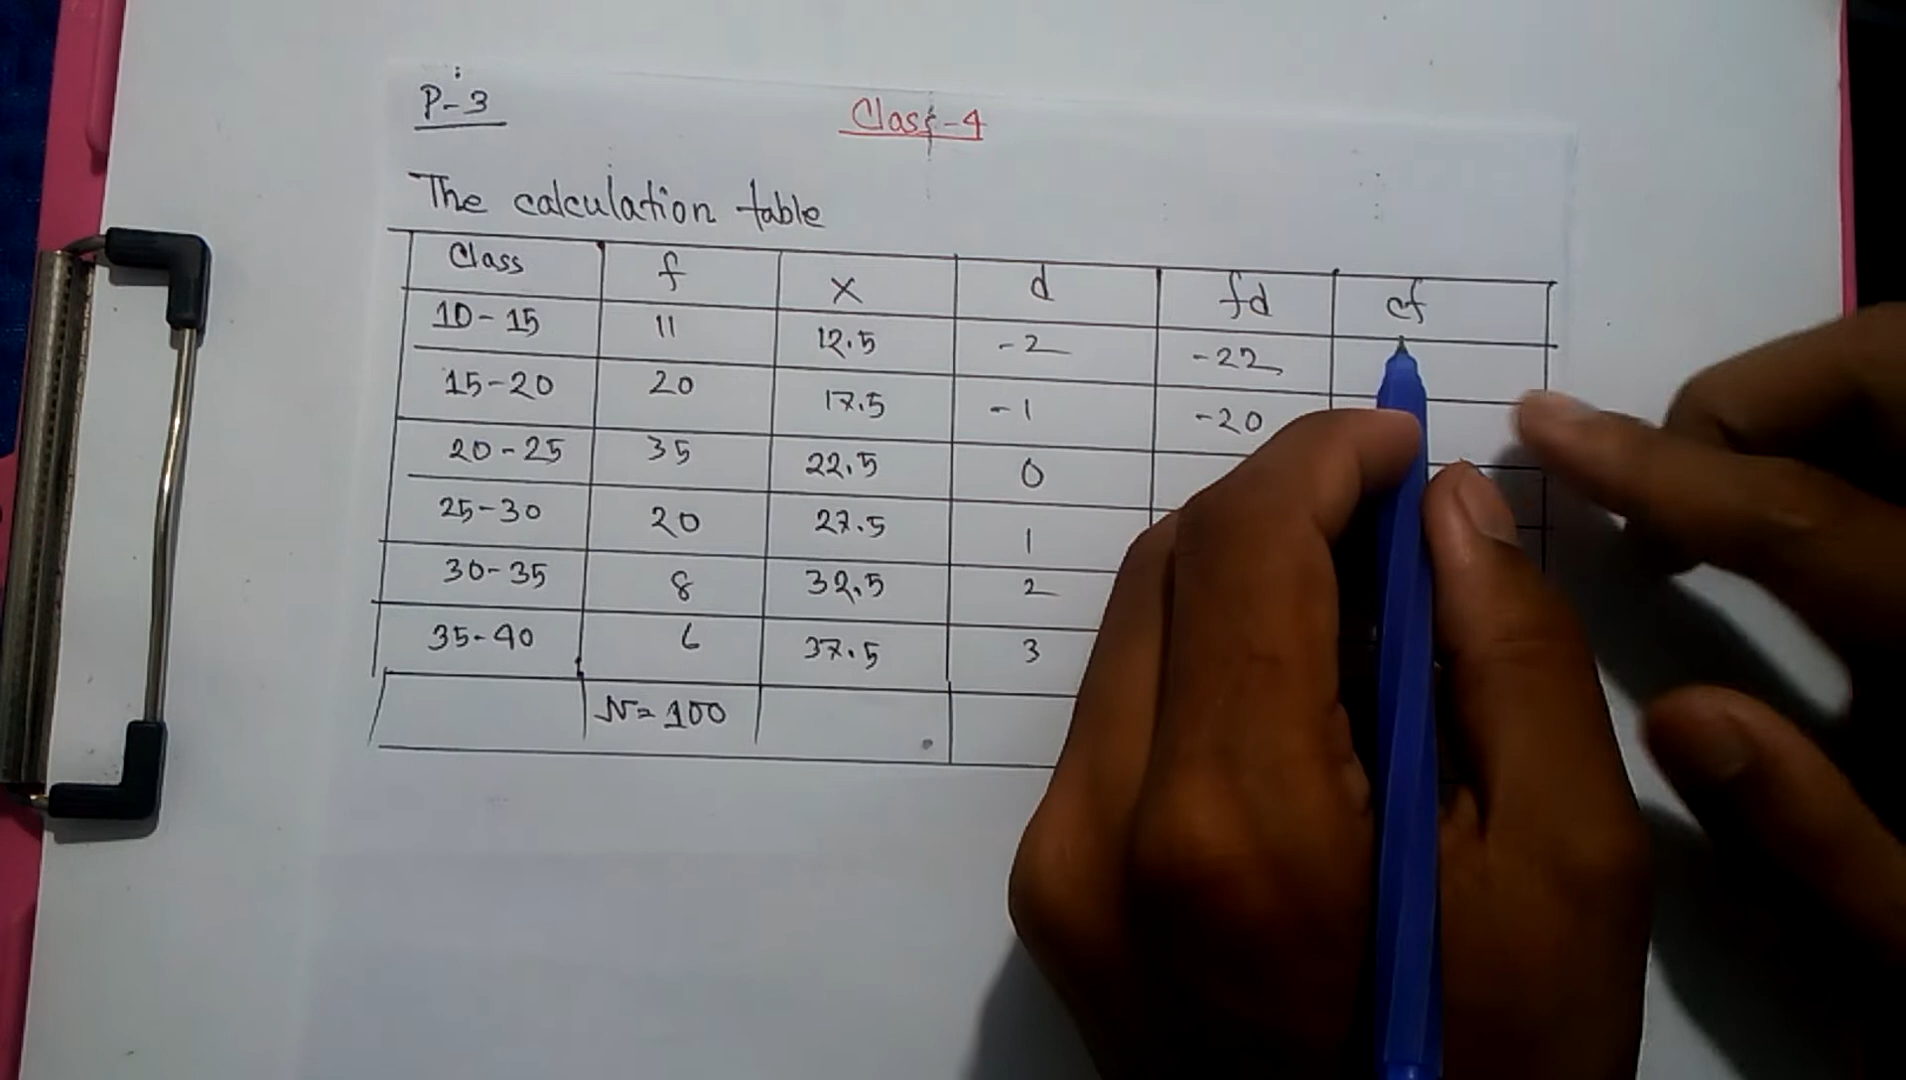 P-3
Class-4
The calculation table
Class f x d fd cf
10-15 11 12.5 -2 -22
15-20 20 17.5 -1 -20
20-25 35 22.5 0
25-30 20 27.5 1
30-35 8 32.5 2
35-40 6 37.5 3
N=100